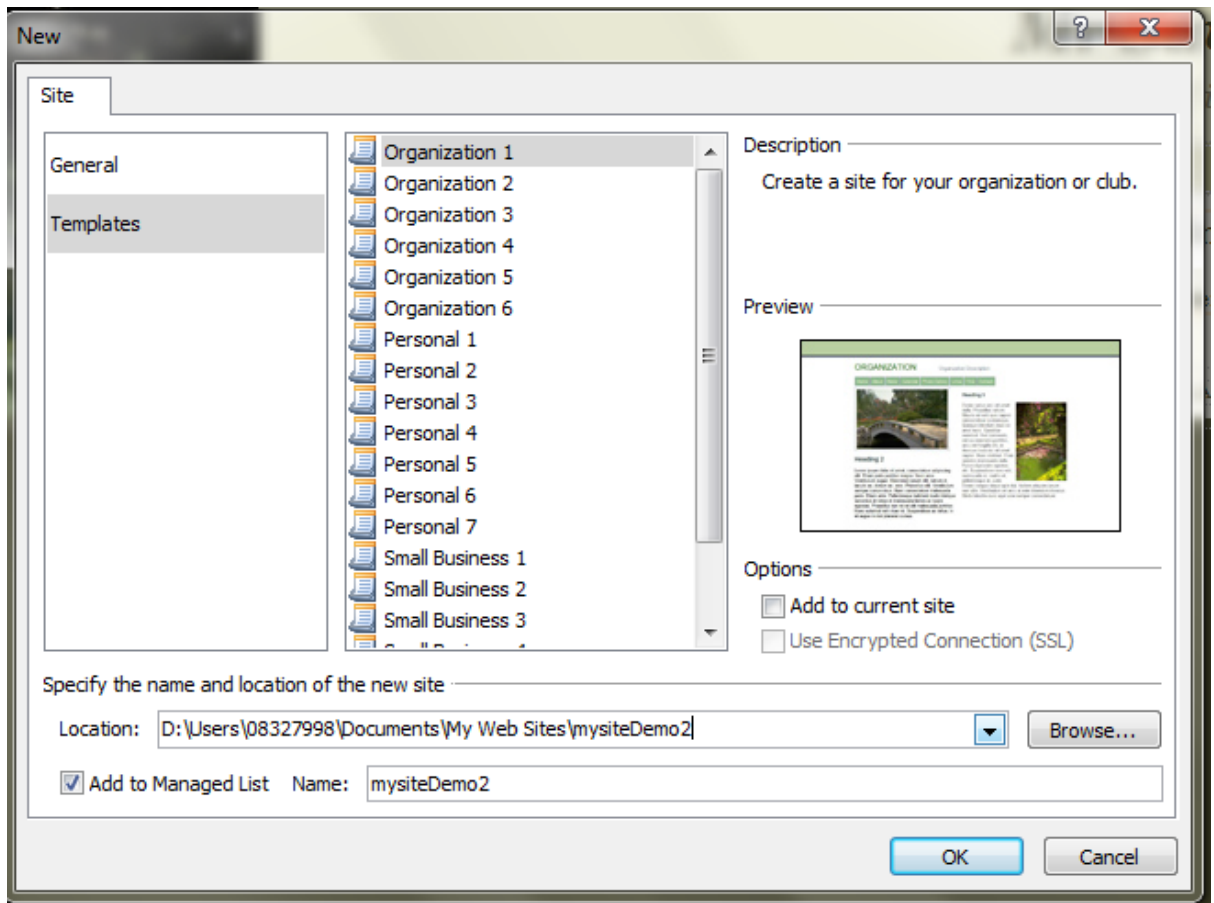 New
Site
General
Templates
Organization 1
Organization 2
Organization 3
Organization 4
Organization 5
Organization 6
Personal 1
Personal 2
Personal 3
Personal 4
Personal 5
Personal 6
Personal 7
Small Business 1
Small Business 2
Small Business 3
Description
Create a site for your organization or club.
Preview
ORGANIZATION
Heading 1
Heading 2
Options
Add to current site
Use Encrypted Connection (SSL)
Specify the name and location of the new site
Location: D:\Users\08327998\Documents\My Web Sites\mysiteDemo2 Browse...
Add to Managed List Name: mysiteDemo2
OK Cancel